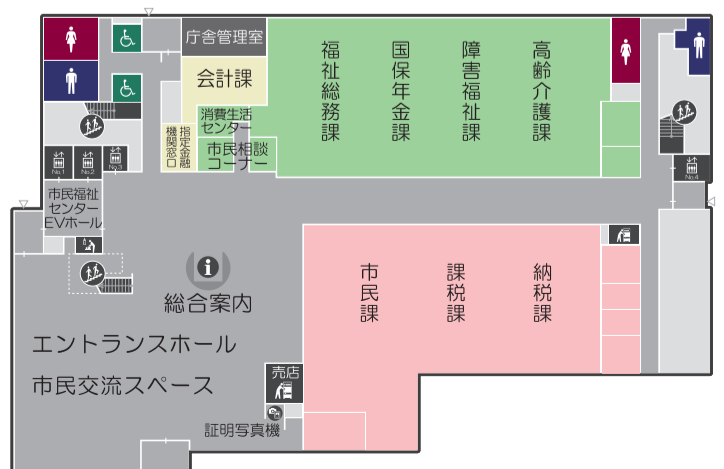 庁舎管理室
会計課
福祉総務課
国保年金課
障害福祉課
高齢介護課
消費生活
センター
指定金融
機関窓口
市民相談
コーナー
No.1
No.2
No.3
No.4
市民福祉
センター
EVホール
総合案内
市民課
課税課
納税課
エントランスホール
市民交流スペース
売店
証明写真機